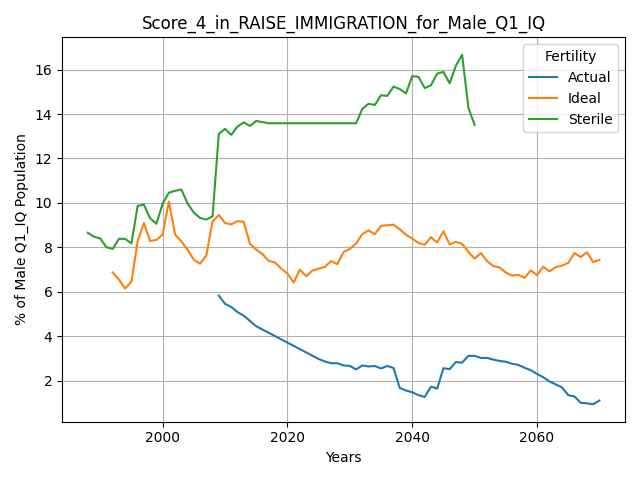 Score_4_in_RAISE_IMMIGRATION_for_Male_Q1_IQ
% of Male Q1_IQ Population
16
14
12
10
8
6
4
2
Fertility
Actual
Ideal
Sterile
2000
2020
2040
2060
Years